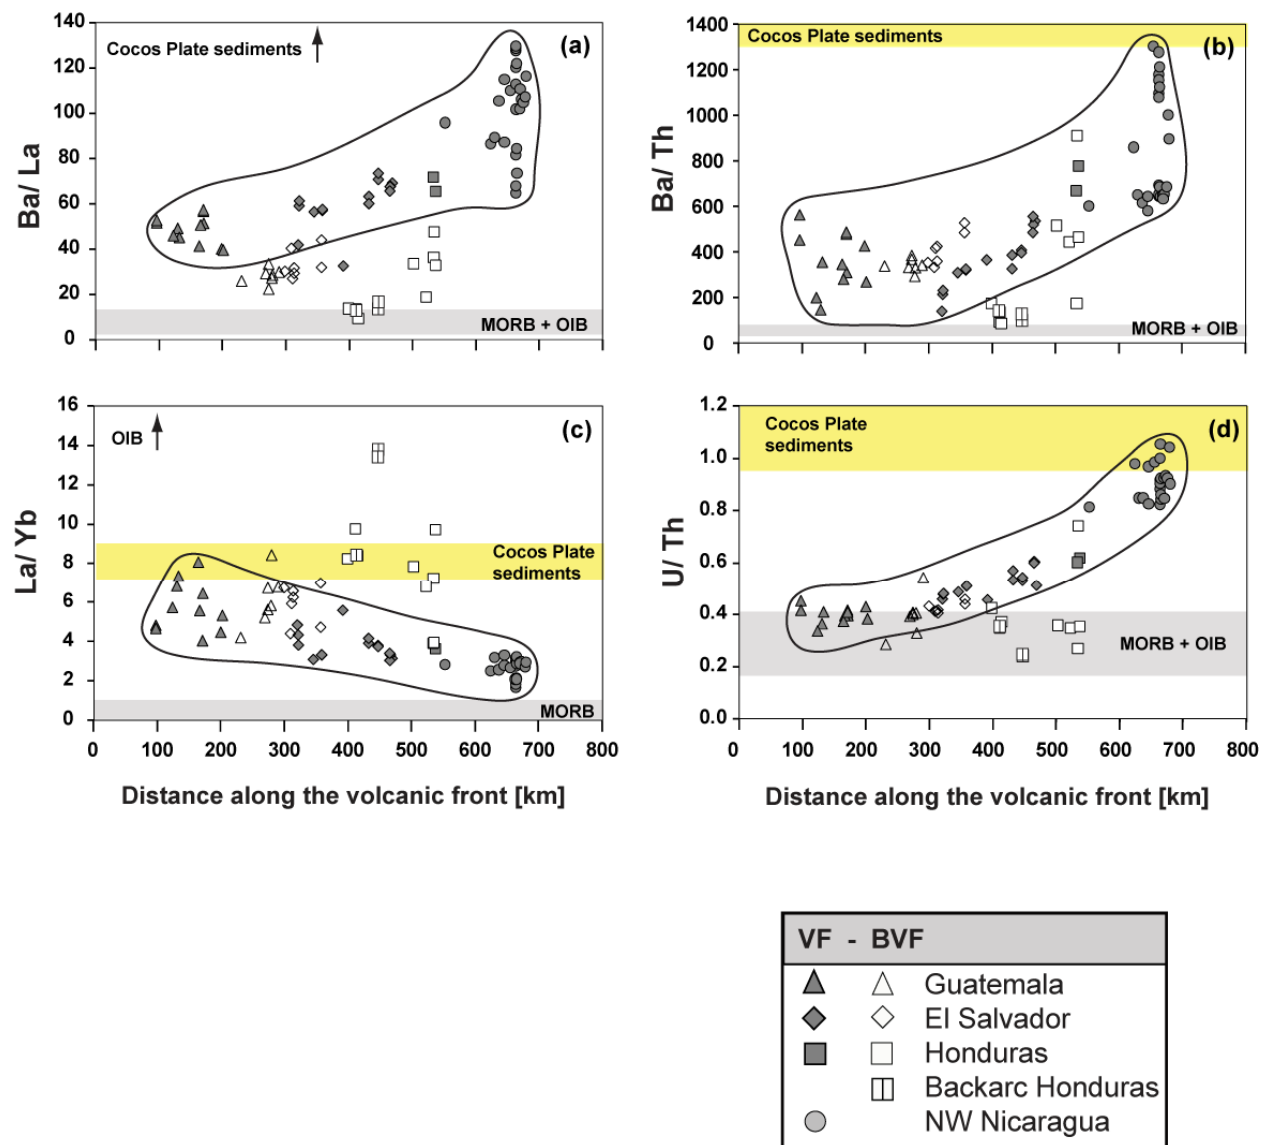 140
120
100
80
60
40
20
0
Ba/ La
Cocos Plate sediments
(a)
MORB + OIB
1400
1200
1000
800
600
400
200
0
Ba/ Th
Cocos Plate sediments
(b)
MORB + OIB
16
14
12
10
8
6
4
2
0
La/ Yb
OIB
(c)
Cocos Plate
sediments
MORB
0 100 200 300 400 500 600 700 800
Distance along the volcanic front [km]
1.2
1.0
0.8
0.6
0.4
0.2
0.0
U/ Th
Cocos Plate
sediments
(d)
MORB + OIB
0 100 200 300 400 500 600 700 800
Distance along the volcanic front [km]
VF - BVF
Guatemala
El Salvador
Honduras
Backarc Honduras
NW Nicaragua